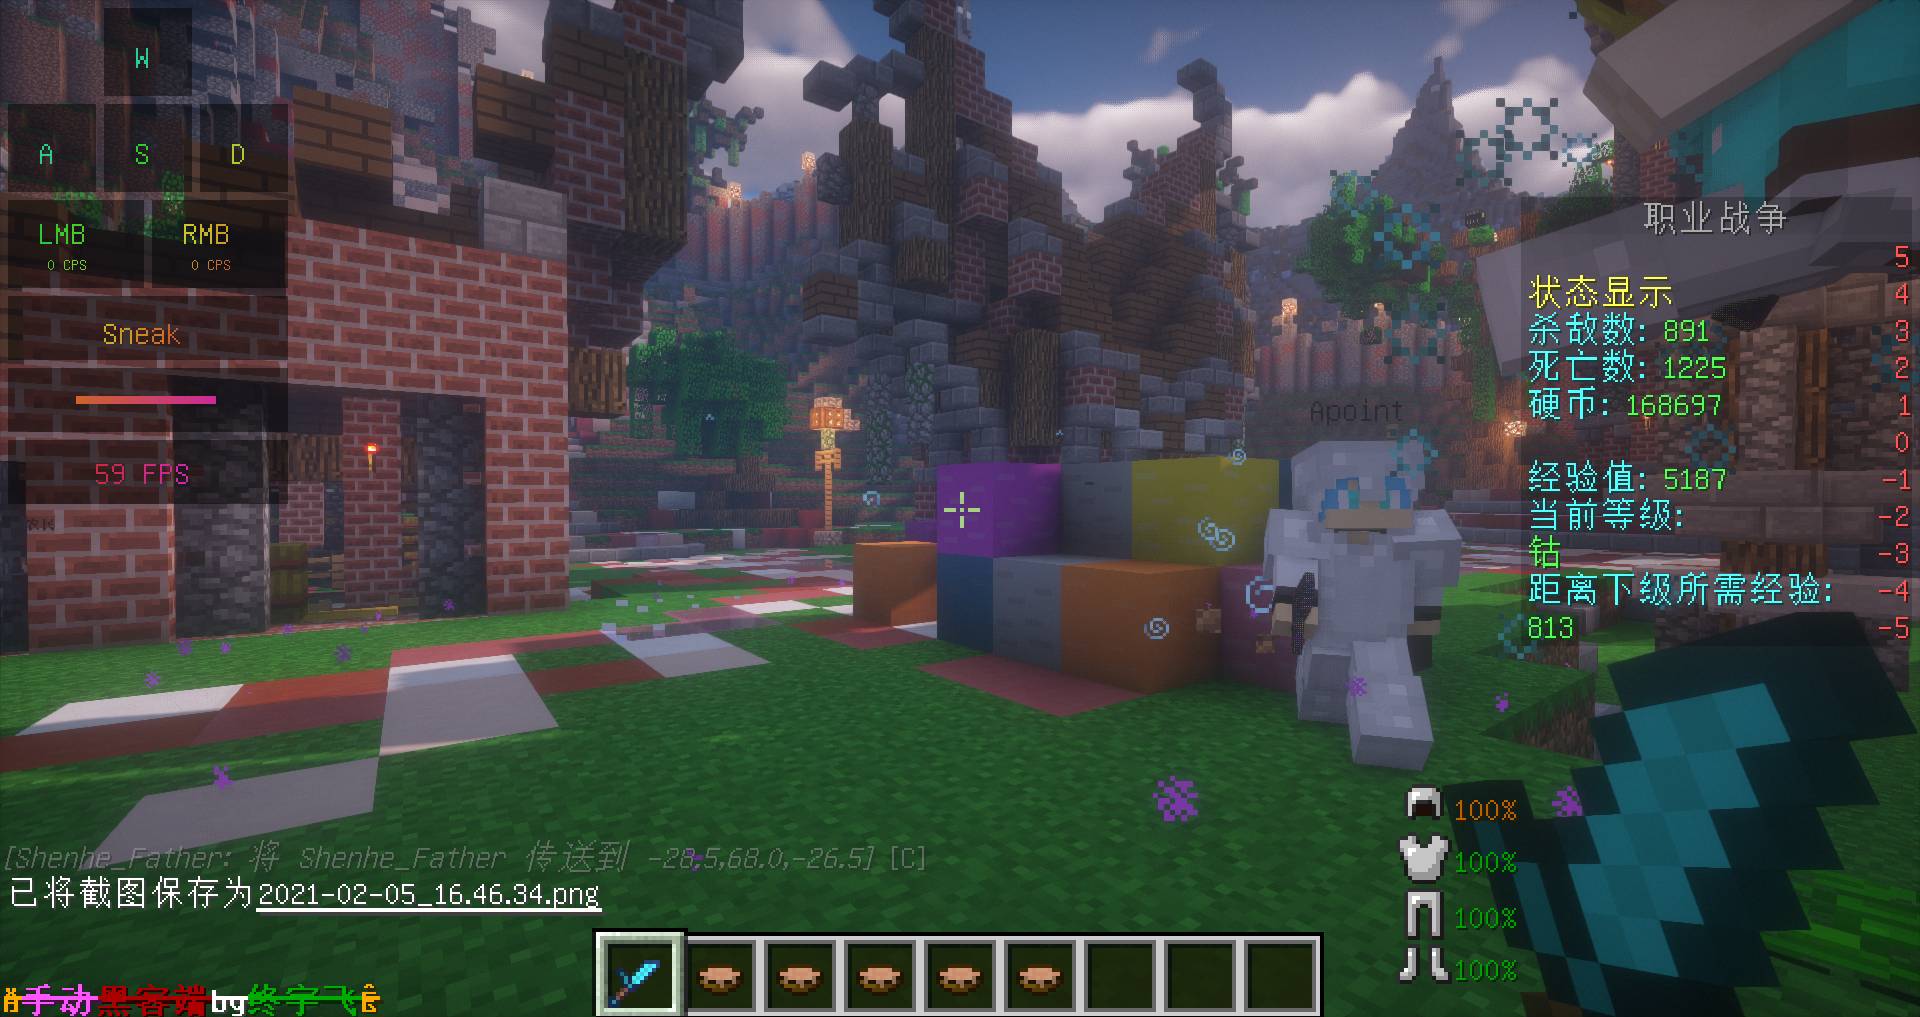 W
A S D
LMB RMB
0 CPS 0 CPS
Sneak
59 FPS
农民
Apoint
职业战争
5
状态显示 4
杀敌数: 891 3
死亡数: 1225 2
硬币: 168697 1
0
经验值: 5187 -1
当前等级: -2
钴 -3
距离下级所需经验: -4
813 -5
100%
100%
100%
100%
[Shenhe_Father: 将 Shenhe_Father 传送到 -28.5,68.0,-26.5] [C]
已将截图保存为2021-02-05_16.46.34.png
手动黑客端by终宇飞